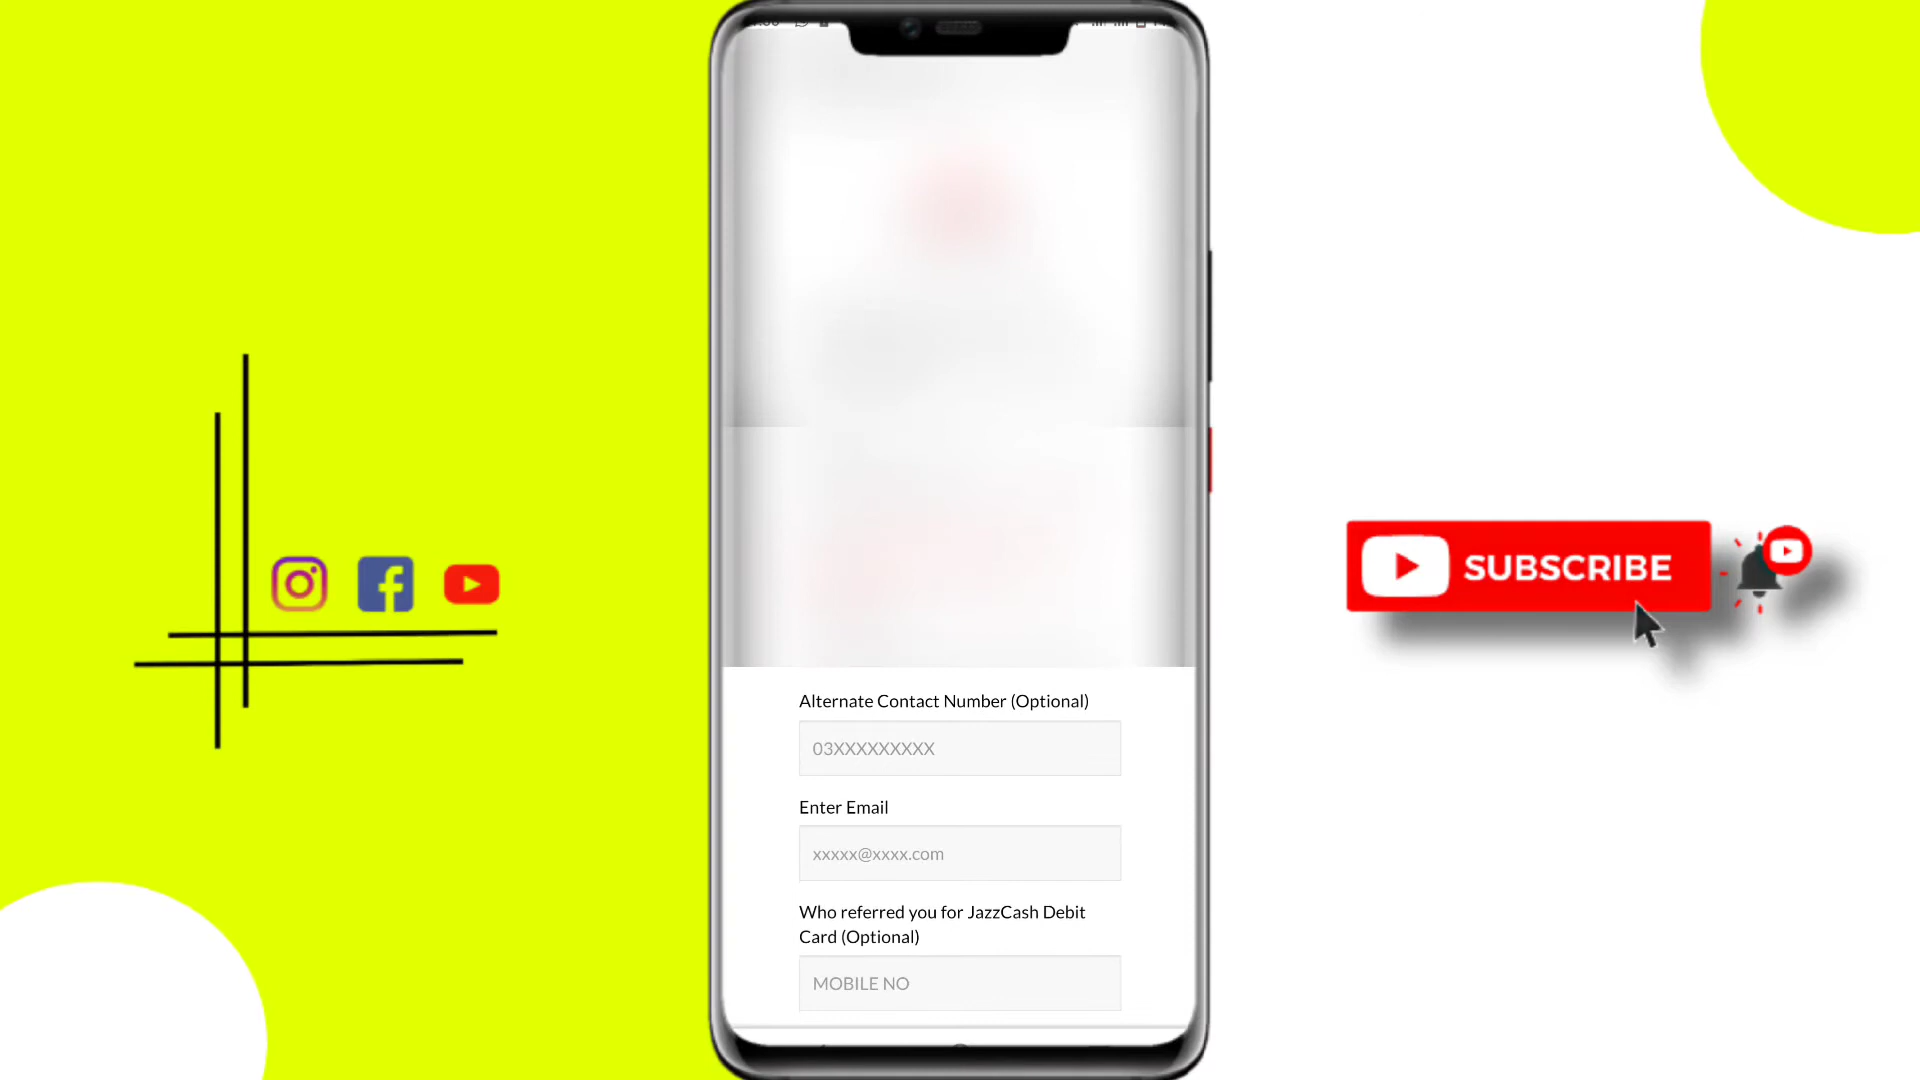 Alternate Contact Number (Optional)
03XXXXXXXXX
Enter Email
xxxxx@xxxx.com
Who referred you for JazzCash Debit
Card (Optional)
MOBILE NO
SUBSCRIBE